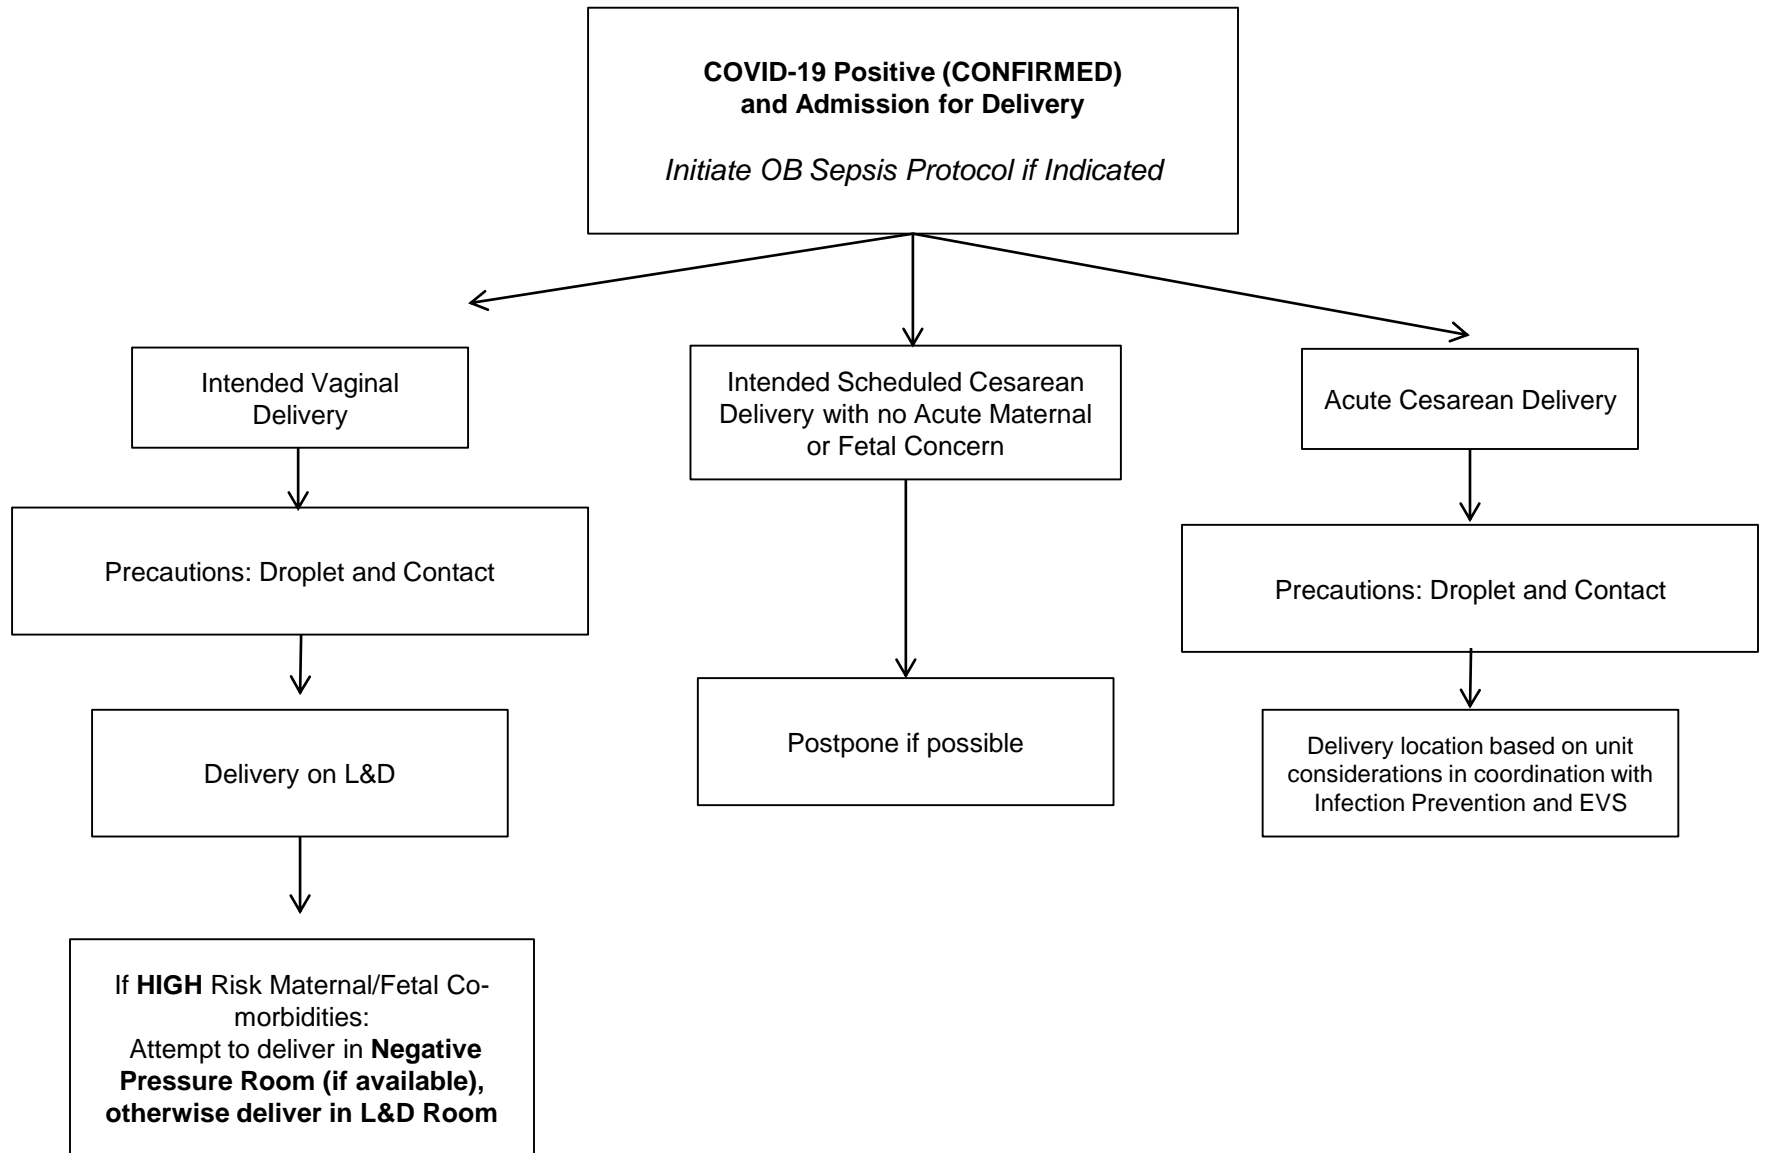 COVID-19 Positive (CONFIRMED)
and Admission for Delivery
Initiate OB Sepsis Protocol if Indicated
Intended Vaginal
Delivery
Precautions: Droplet and Contact
Delivery on L&D
If HIGH Risk Maternal/Fetal Co-
morbidities:
Attempt to deliver in Negative
Pressure Room (if available),
otherwise deliver in L&D Room
Intended Scheduled Cesarean
Delivery with no Acute Maternal
or Fetal Concern
Postpone if possible
Acute Cesarean Delivery
Precautions: Droplet and Contact
Delivery location based on unit
considerations in coordination with
Infection Prevention and EVS